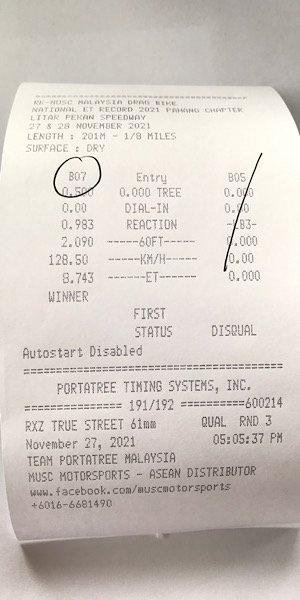 RK-MUSC MALAYSIA DRAG BIKE
NATIONAL ET RECORD 2021 PAHANG CHAPTER
LITAR PEKAN SPEEDWAY
27 & 28 NOVEMBER 2021
LENGTH : 201M - 1/8 MILES
SURFACE : DRY
B07 Entry B05
0.500 0.000 TREE 0.000
0.00 DIAL-IN 0.00
0.983 REACTION -.183-
2.090 ------60FT------ 0.000
128.50 ------KM/H------ 0.00
8.743 ------ET------ 0.000
WINNER
FIRST
STATUS DISQUAL
Autostart Disabled
========================================
PORTATREE TIMING SYSTEMS, INC.
=============== 191/192 ==========600214
RXZ TRUE STREET 61mm QUAL RND 3
November 27, 2021 05:05:37 PM
TEAM PORTATREE MALAYSIA
MUSC MOTORSPORTS - ASEAN DISTRIBUTOR
www.facebook.com/muscmotorsports
+6016-6681490